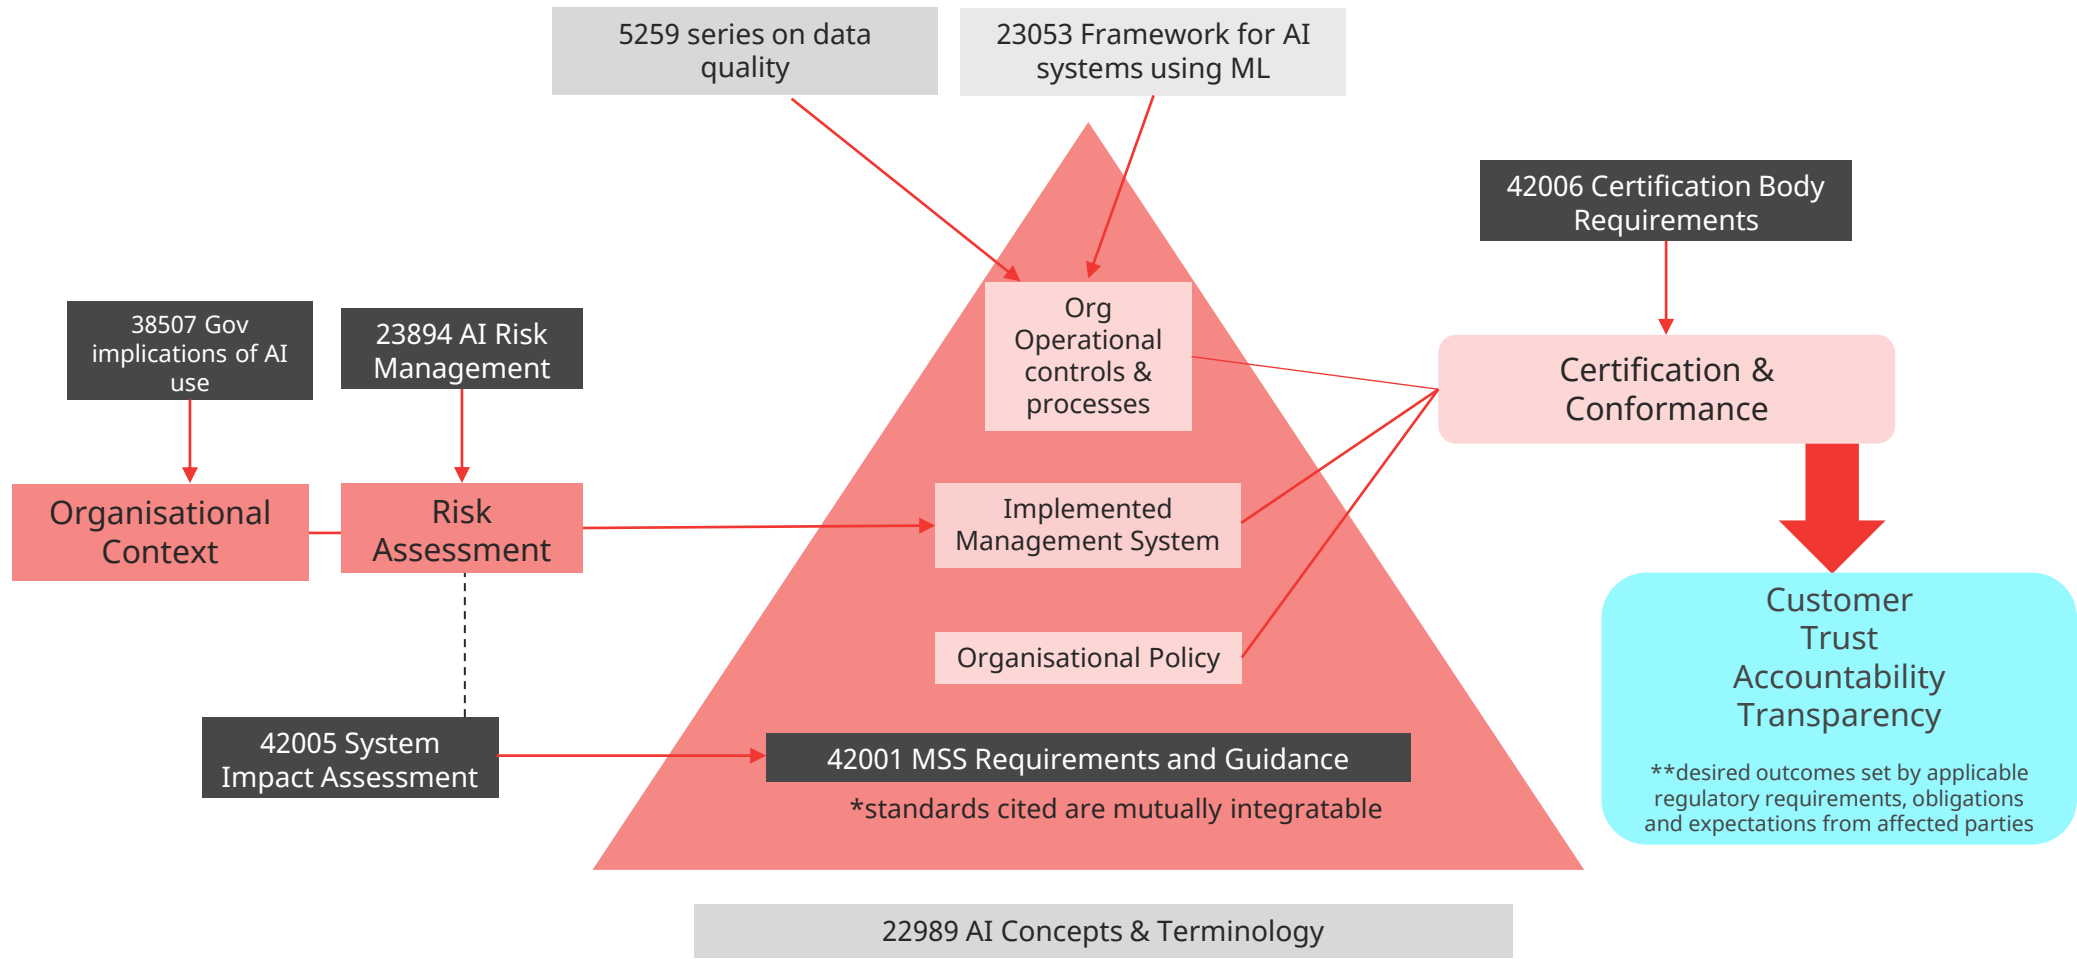 5259 series on data
quality
23053 Framework for AI
systems using ML
42006 Certification Body
Requirements
38507 Gov
implications of AI
use
23894 AI Risk
Management
Org
Operational
controls &
processes
Certification &
Conformance
Organisational
Context
Risk
Assessment
Implemented
Management System
Organisational Policy
Customer
Trust
Accountability
Transparency
**desired outcomes set by applicable
regulatory requirements, obligations
and expectations from affected parties
42005 System
Impact Assessment
42001 MSS Requirements and Guidance
*standards cited are mutually integratable
22989 AI Concepts & Terminology